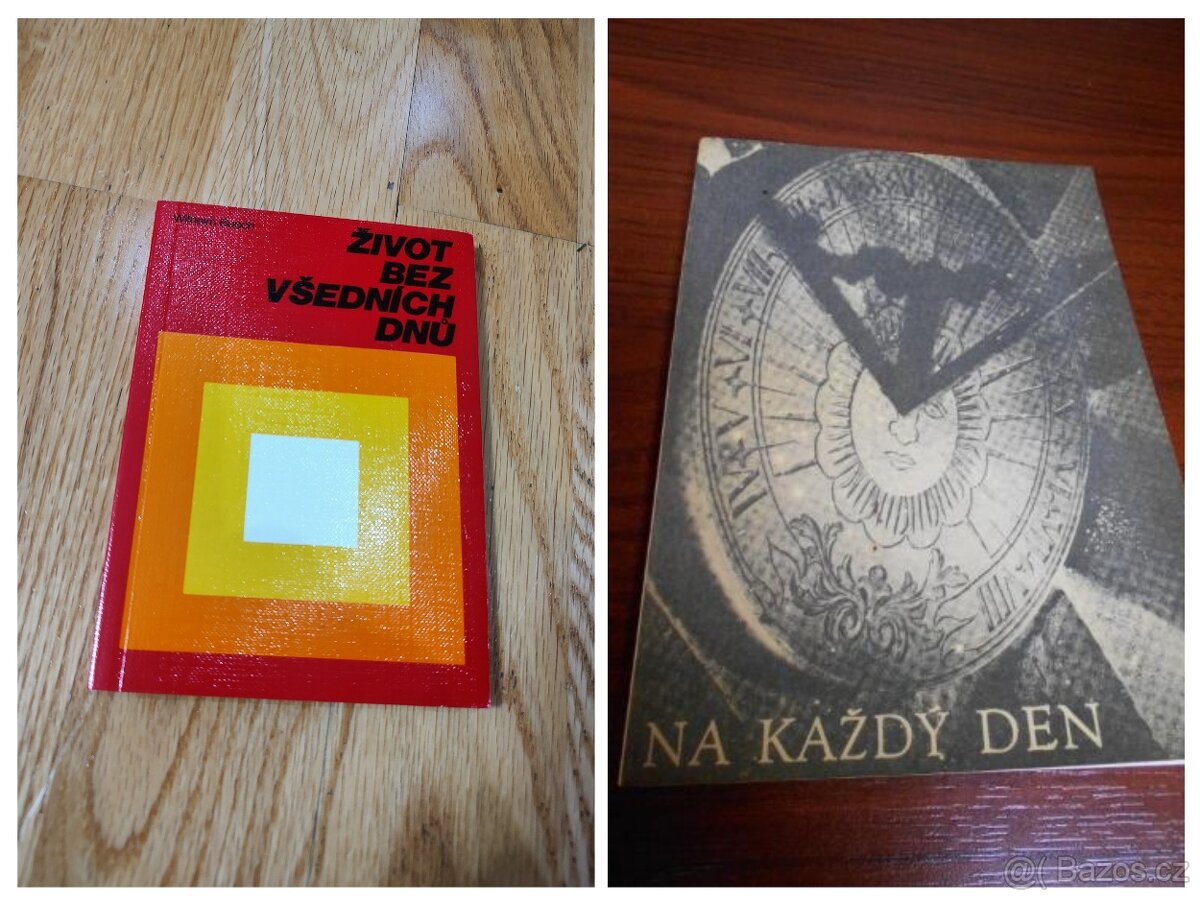 Wilhelm Busch
ŽIVOT
BEZ
VŠEDNÍCH
DNŮ
NA KAŽDÝ DEN
@( Bazos.cz